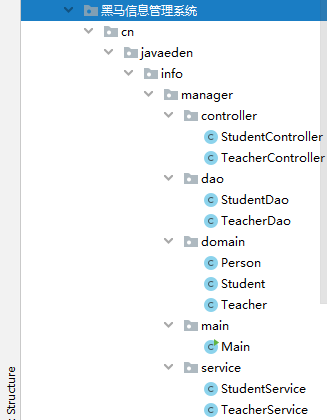 黑马信息管理系统
cn
javaeden
info
manager
controller
StudentController
TeacherController
dao
StudentDao
TeacherDao
domain
Person
Student
Teacher
main
Main
service
StudentService
TeacherService
Structure